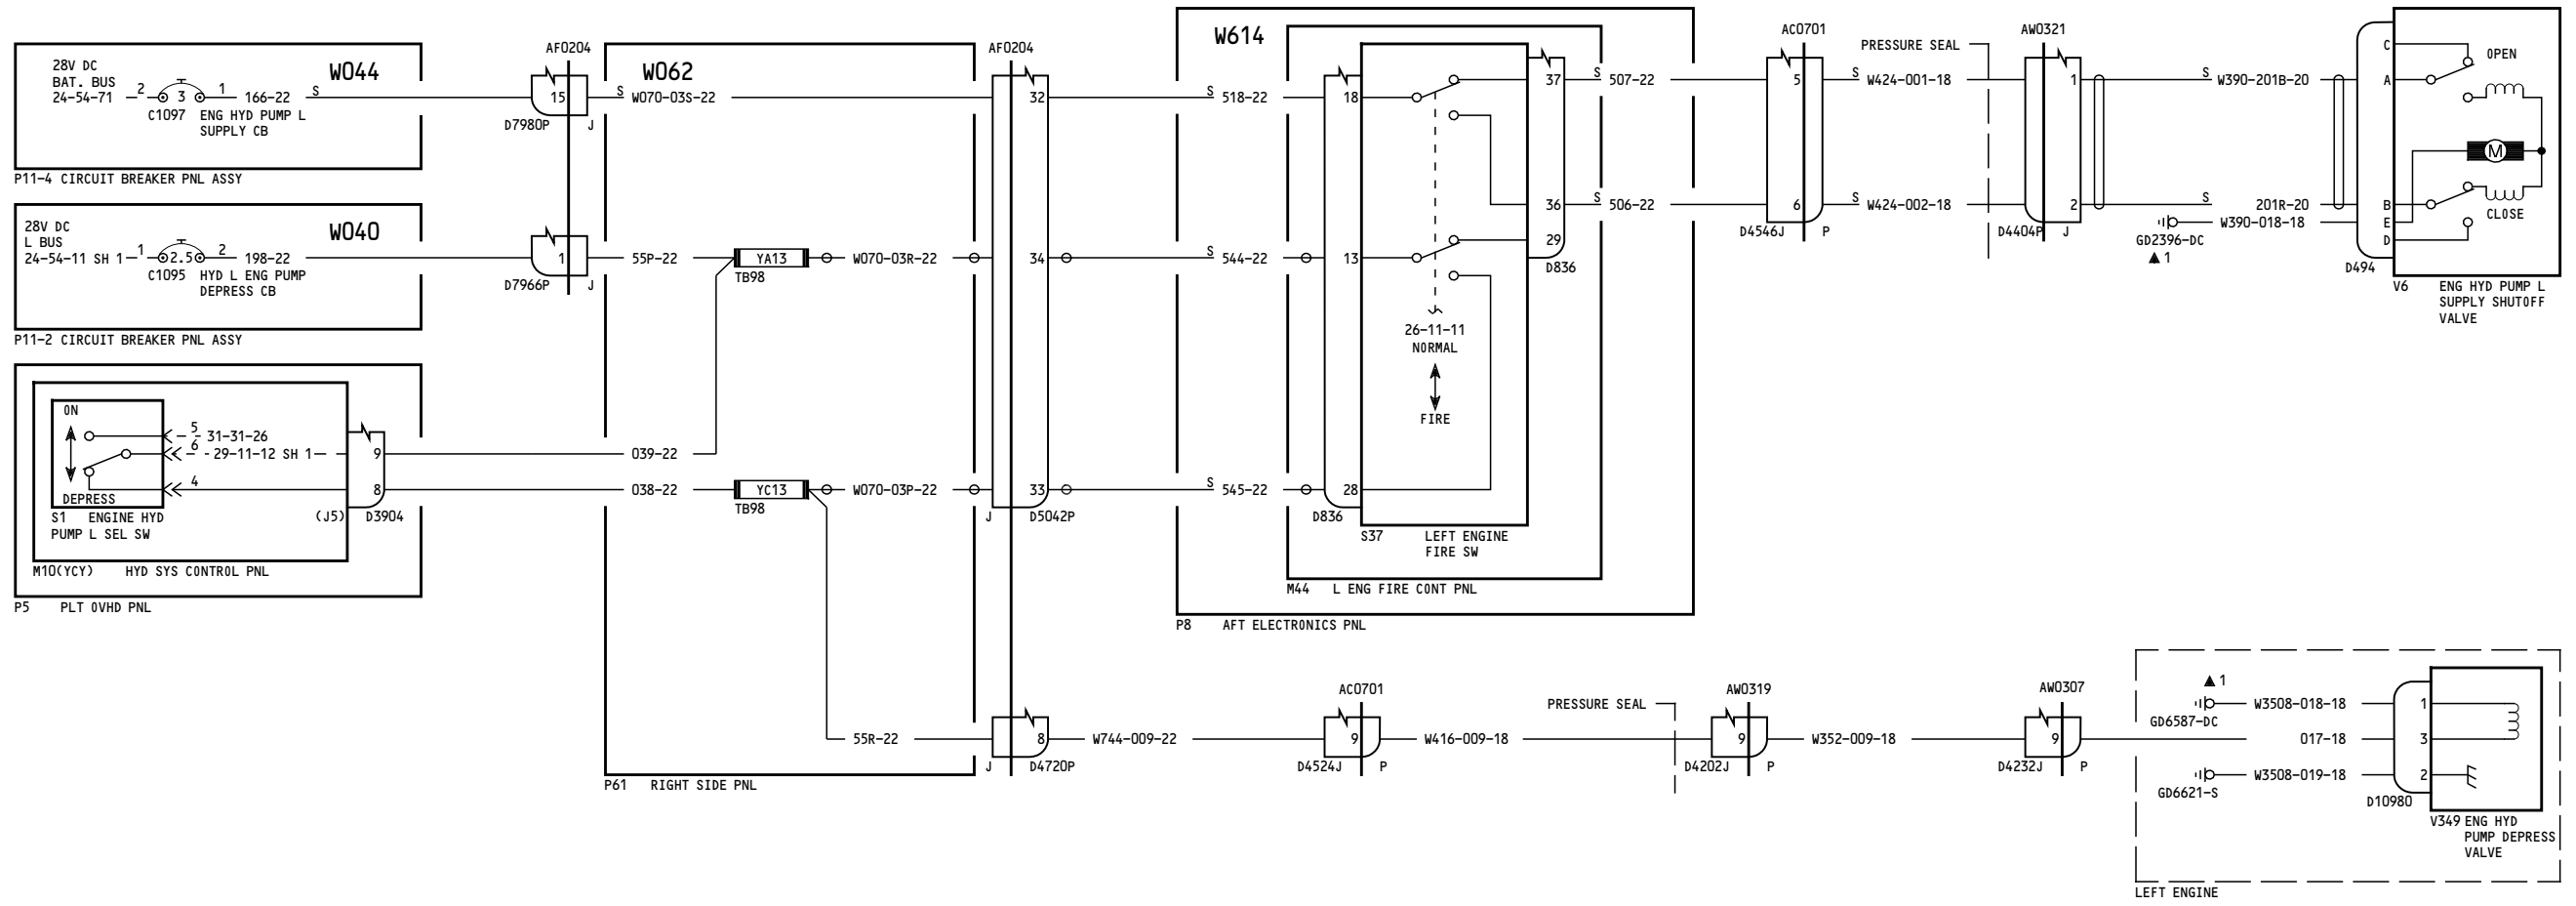 28V DC
BAT. BUS
24-54-71
2
3
1
166-22
S
C1097
ENG HYD PUMP L
SUPPLY CB
W044
P11-4 CIRCUIT BREAKER PNL ASSY
28V DC
L BUS
24-54-11 SH 1
1
2.5
2
198-22
C1095
HYD L ENG PUMP
DEPRESS CB
W040
P11-2 CIRCUIT BREAKER PNL ASSY
ON
DEPRESS
5
31-31-26
6
29-11-12 SH 1
4
S1 ENGINE HYD
PUMP L SEL SW
9
8
(J5)
D3904
M10(YCY) HYD SYS CONTROL PNL
P5 PLT OVHD PNL
AF0204
15
D7980P
J
1
D7966P
J
W062
S
W070-03S-22
55P-22
YA13
TB98
W070-03R-22
039-22
038-22
YC13
TB98
W070-03P-22
55R-22
P61 RIGHT SIDE PNL
AF0204
32
34
33
J
D5042P
8
J
D4720P
W614
S
518-22
S
544-22
S
545-22
18
13
28
D836
26-11-11
NORMAL
FIRE
S37
LEFT ENGINE
FIRE SW
37
36
29
D836
S
507-22
S
506-22
M44 L ENG FIRE CONT PNL
P8 AFT ELECTRONICS PNL
AC0701
5
6
D4546J
P
PRESSURE SEAL
S
W424-001-18
S
W424-002-18
AW0321
1
2
D4404P
J
S
W390-201B-20
S
201R-20
W390-018-18
GD2396-DC
▲ 1
C
A
B
E
D
D494
OPEN
M
CLOSE
V6
ENG HYD PUMP L
SUPPLY SHUTOFF
VALVE
W744-009-22
AC0701
9
D4524J
P
W416-009-18
PRESSURE SEAL
AW0319
9
D4202J
P
W352-009-18
AW0307
9
D4232J
P
▲ 1
GD6587-DC
W3508-018-18
017-18
GD6621-S
W3508-019-18
1
3
2
D10980
V349 ENG HYD
PUMP DEPRESS
VALVE
LEFT ENGINE